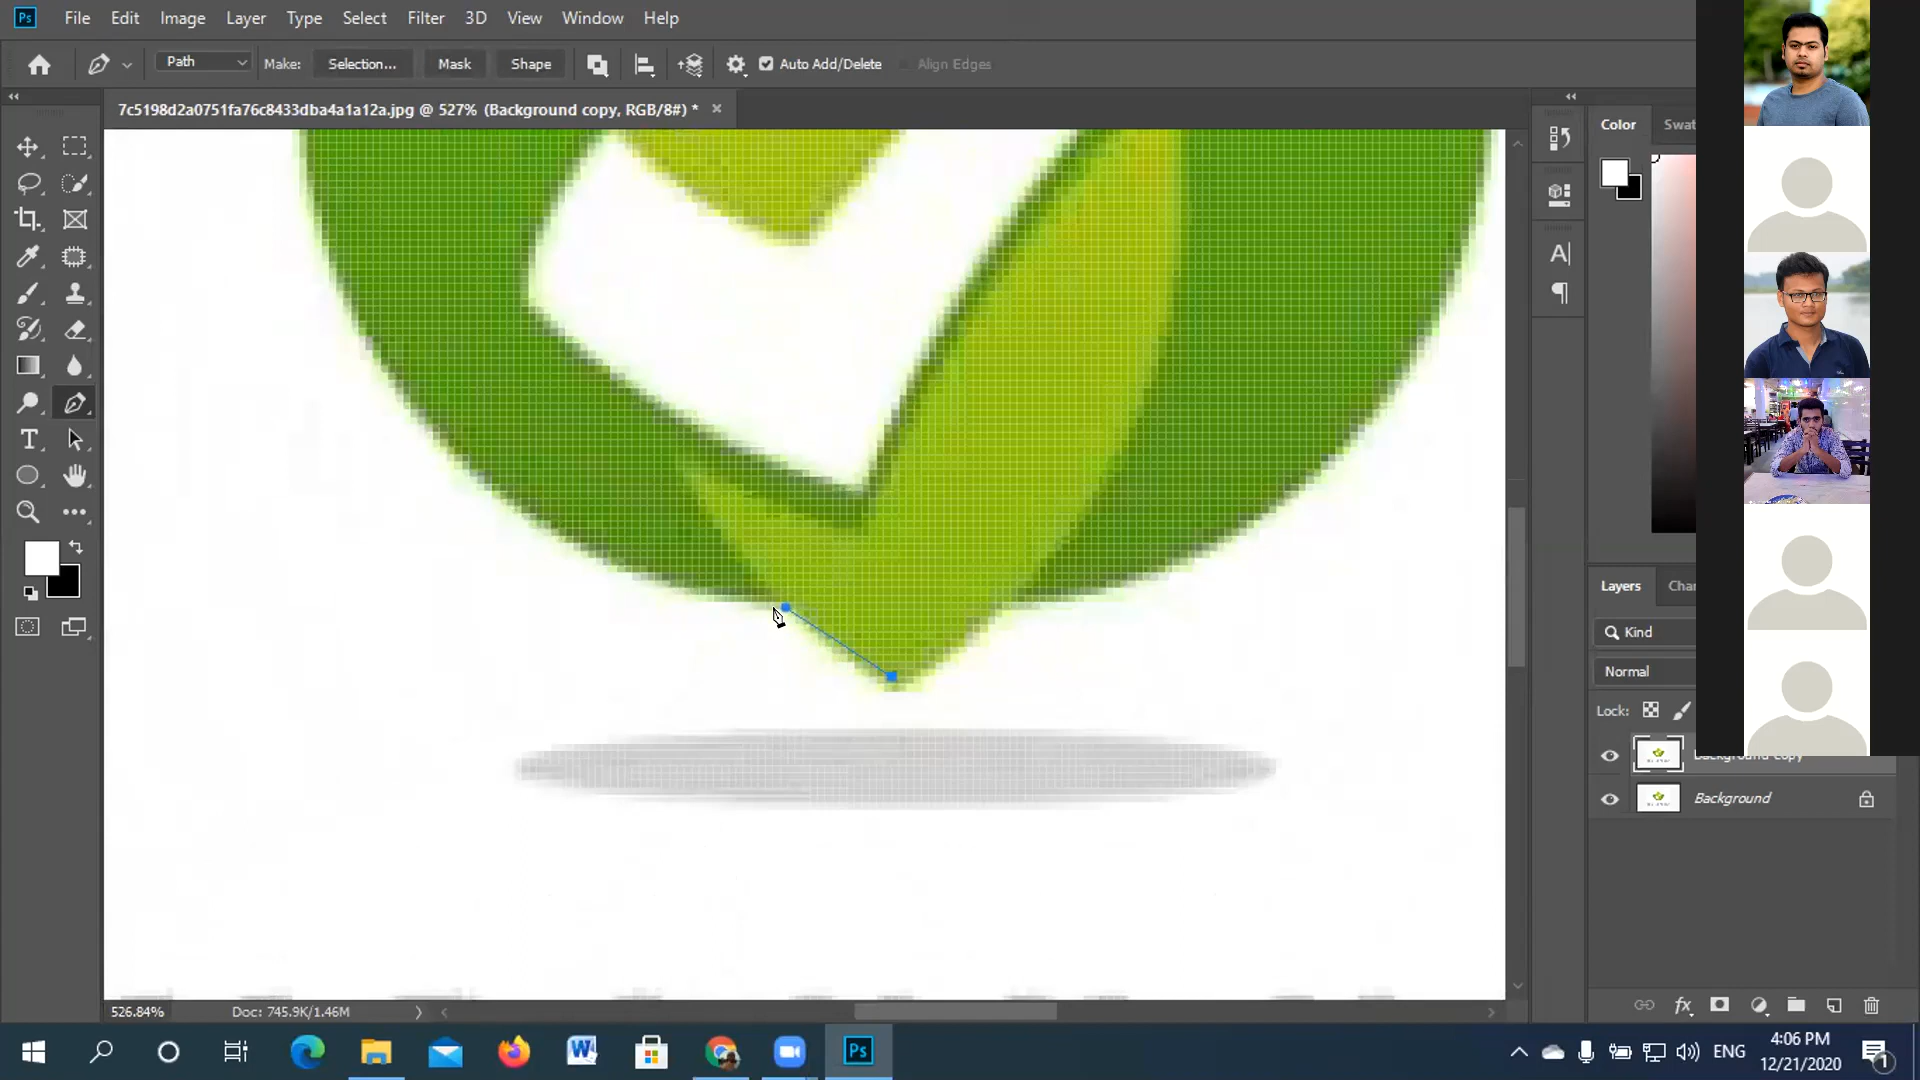 Ps File Edit Image Layer Type Select Filter 3D View Window Help
Path Make: Selection... Mask Shape Auto Add/Delete Align Edges
7c5198d2a0751fa76c8433dba4a1a12a.jpg @ 527% (Background copy, RGB/8#) * ×
Color Swat
Layers Chan
Kind
Normal
Lock:
Background copy
Background
526.84% Doc: 745.9K/1.46M
4:06 PM
ENG
12/21/2020
1